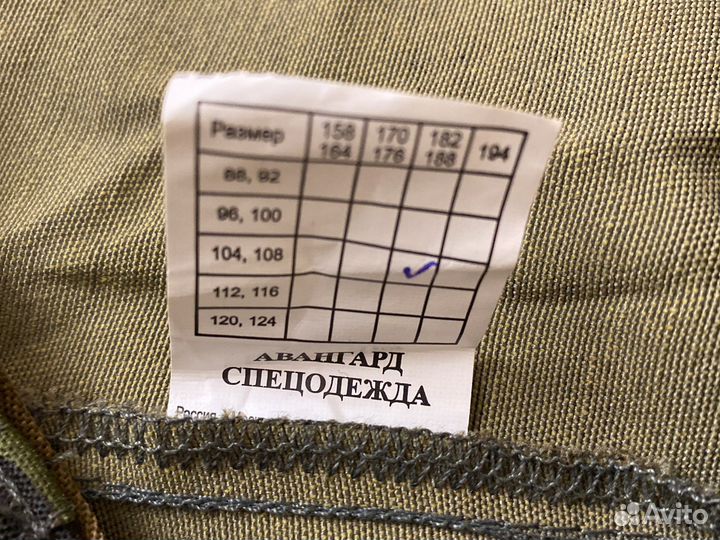 Размер 158 170 182 194
164 176 188
88, 92
96, 100
104, 108
112, 116
120, 124
АВАНГАРД
СПЕЦОДЕЖДА
Россия
Avito